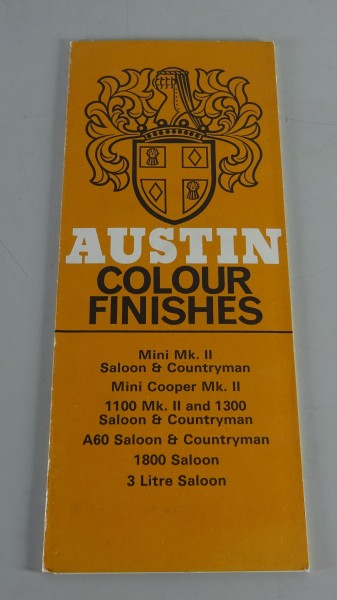 AUSTIN
COLOUR
FINISHES
Mini Mk. II
Saloon & Countryman
Mini Cooper Mk. II
1100 Mk. II and 1300
Saloon & Countryman
A60 Saloon & Countryman
1800 Saloon
3 Litre Saloon